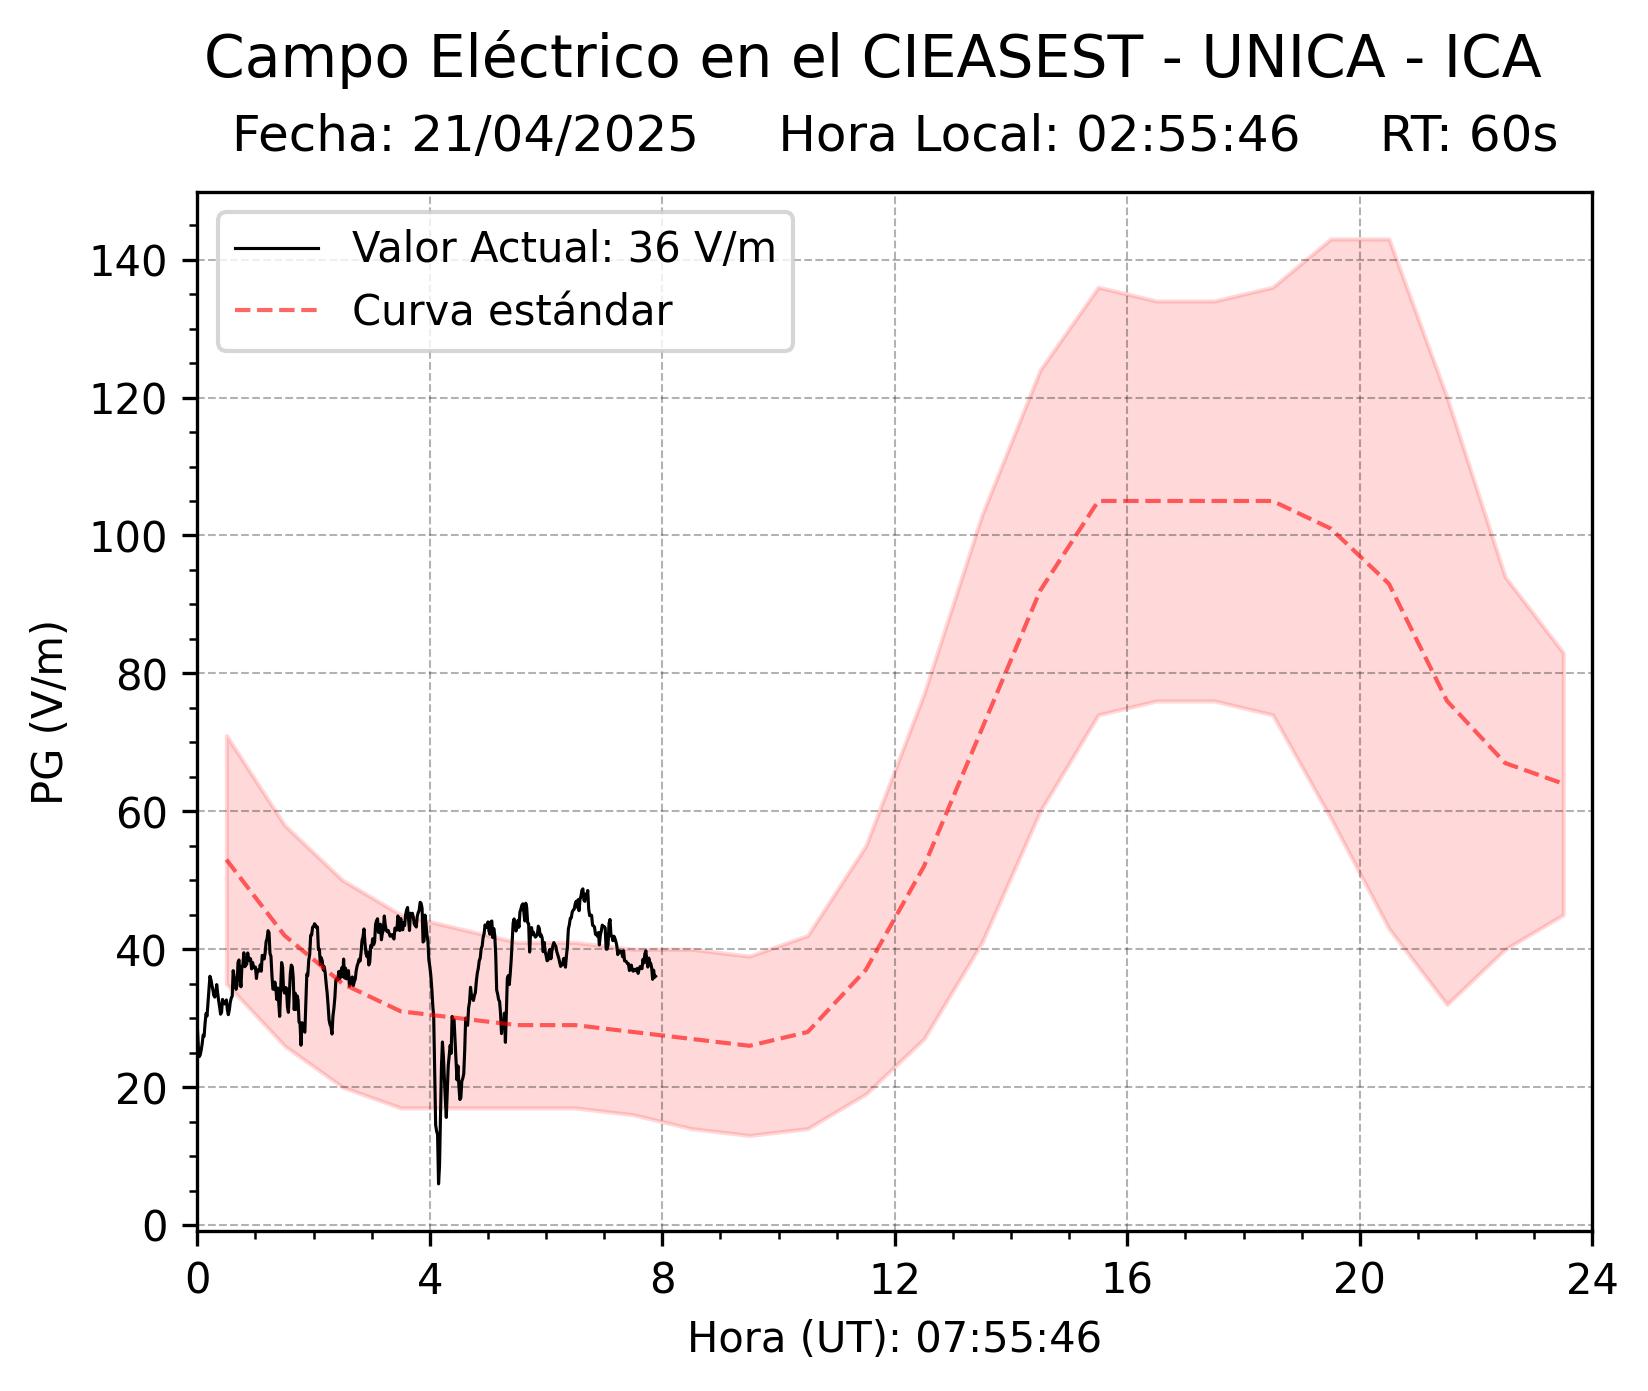 Campo Eléctrico en el CIEASEST - UNICA - ICA
Fecha: 21/04/2025 Hora Local: 02:55:46 RT: 60s
Valor Actual: 36 V/m
Curva estándar
140
120
100
80
60
40
20
0
PG (V/m)
0 4 8 12 16 20 24
Hora (UT): 07:55:46